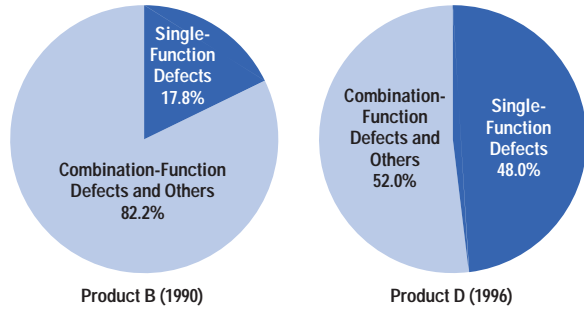 Single-
Function
Defects
17.8%
Combination-Function
Defects and Others
82.2%
Product B (1990)
Combination-
Function
Defects and
Others
52.0%
Single-
Function
Defects
48.0%
Product D (1996)